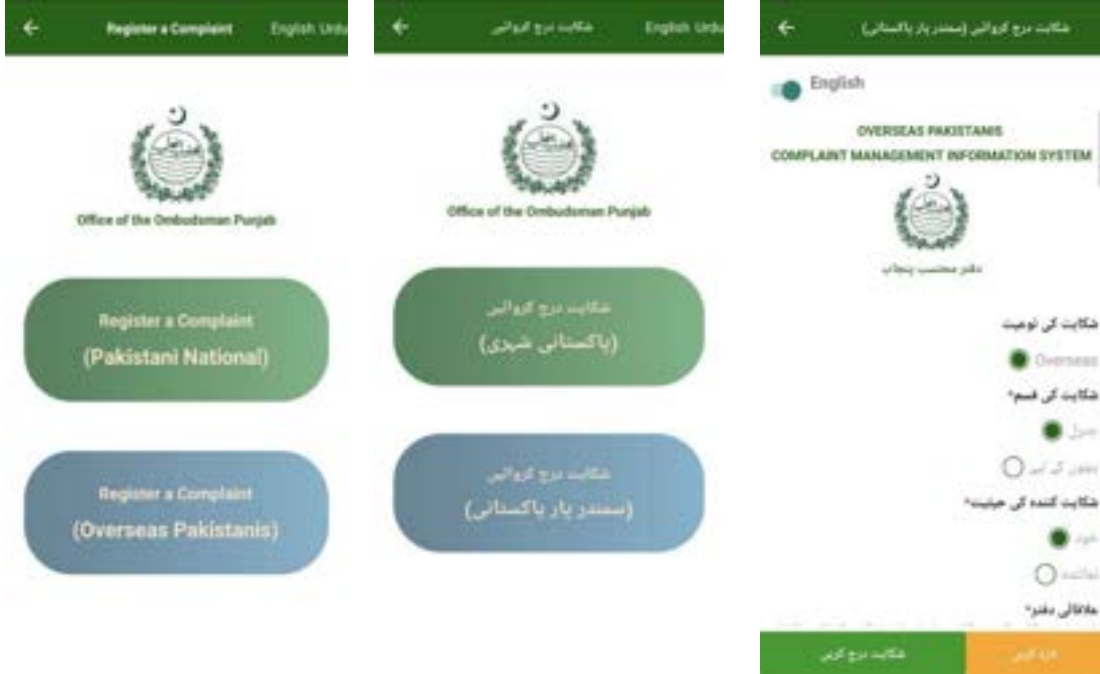 Register a Complaint English Urdu
Office of the Ombudsman Punjab
Register a Complaint
(Pakistani National)
Register a Complaint
(Overseas Pakistanis)
شکایت درج کروائیں English Urdu
Office of the Ombudsman Punjab
شکایت درج کروائیں
(پاکستانی شہری)
شکایت درج کروائیں
(سمندر پار پاکستانی)
شکایت درج کروائیں (سمندر پار پاکستانی)
English
OVERSEAS PAKISTANIS
COMPLAINT MANAGEMENT INFORMATION SYSTEM
دفتر محتسب پنجاب
شکایت کی نوعیت
Overseas
شکایت کی قسم*
جنرل
بچوں کے لیے
شکایت کنندہ کی حیثیت*
خود
نمائندہ
علاقائی دفتر*
شکایت درج کریں